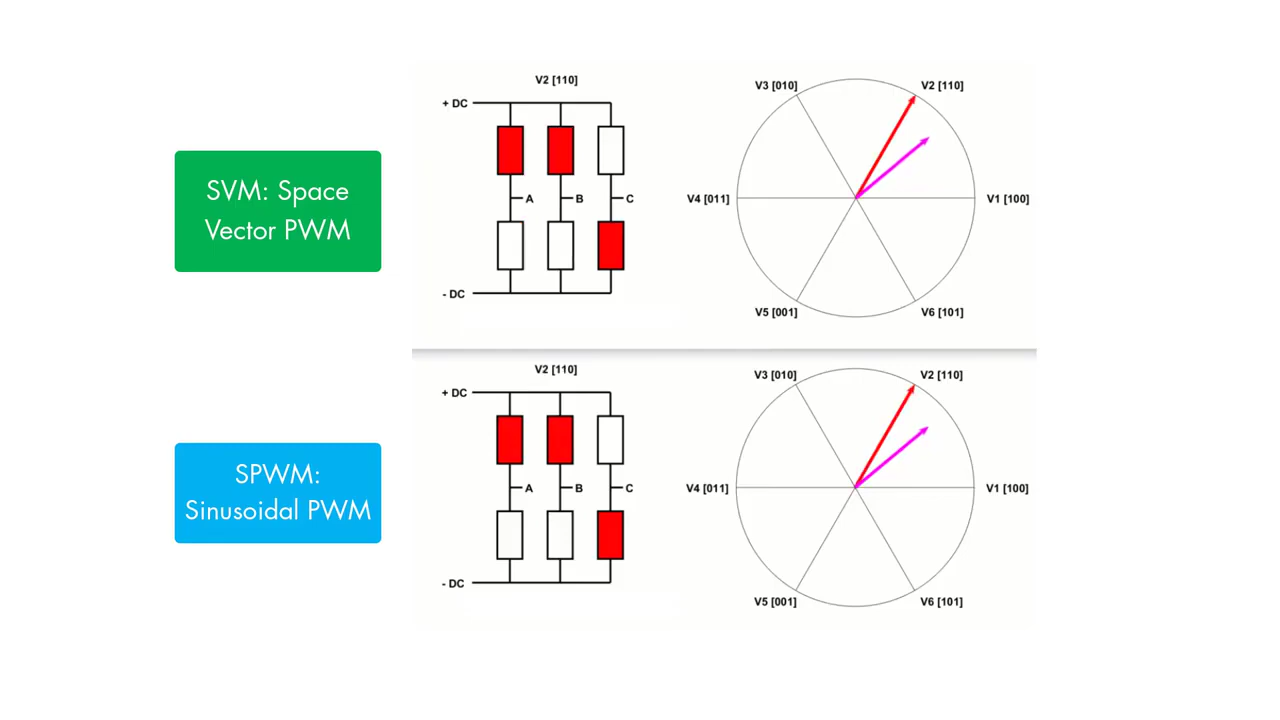 SVM: Space
Vector PWM
V2 [110]
+ DC
A
B
C
- DC
V3 [010]
V2 [110]
V4 [011]
V1 [100]
V5 [001]
V6 [101]
SPWM:
Sinusoidal PWM
V2 [110]
+ DC
A
B
C
- DC
V3 [010]
V2 [110]
V4 [011]
V1 [100]
V5 [001]
V6 [101]